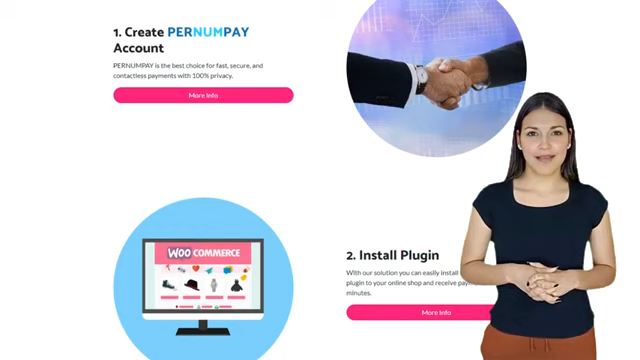 1. Create PERNUMPAY
Account
PERNUMPAY is the best choice for fast, secure, and
contactless payments with 100% privacy.
More Info
WOO COMMERCE
2. Install Plugin
With our solution you can easily install
plugin to your online shop and receive
minutes.
More Info